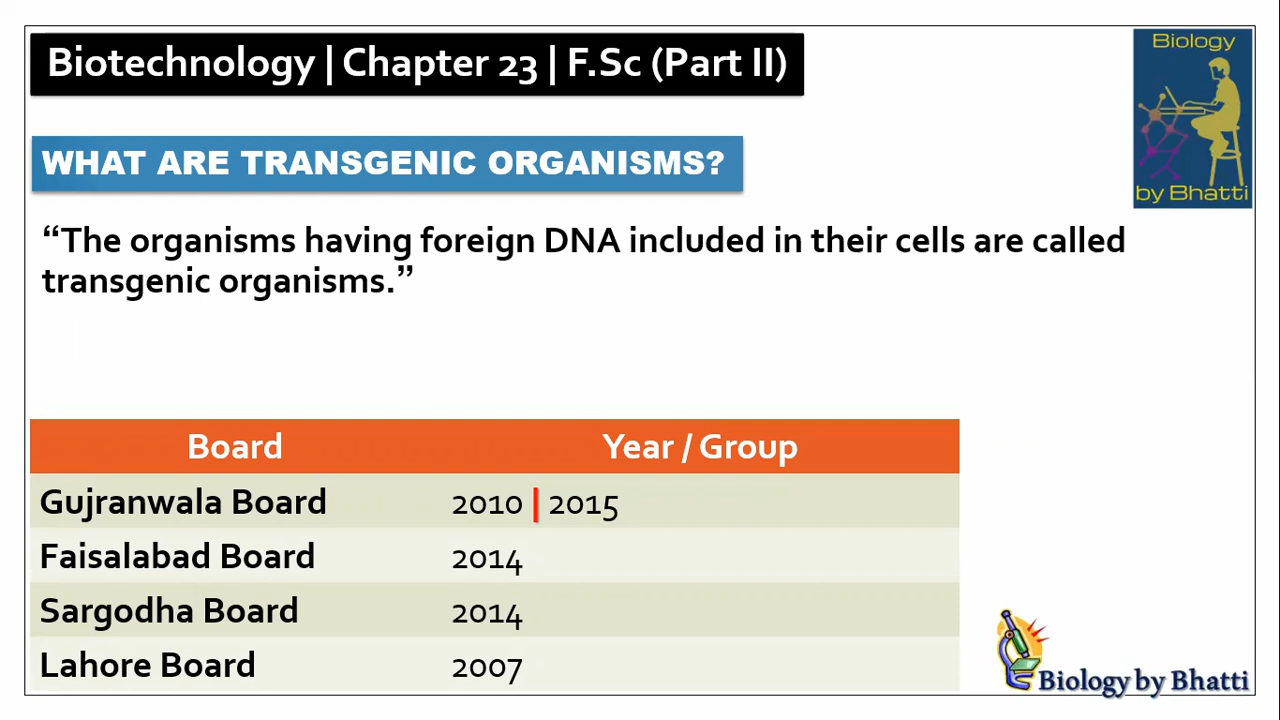 Biotechnology | Chapter 23 | F.Sc (Part II)
Biology
by Bhatti
WHAT ARE TRANSGENIC ORGANISMS?
“The organisms having foreign DNA included in their cells are called
transgenic organisms.”
Board Year / Group
Gujranwala Board 2010 | 2015
Faisalabad Board 2014
Sargodha Board 2014
Lahore Board 2007
Biology by Bhatti